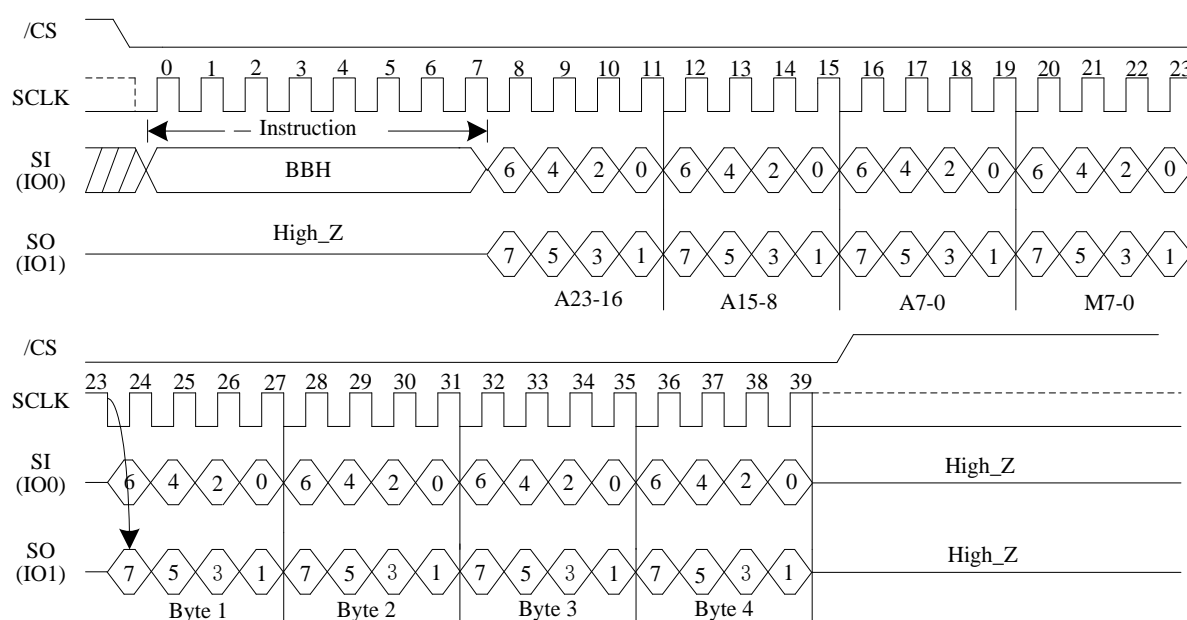 /CS
0 1 2 3 4 5 6 7 8 9 10 11 12 13 14 15 16 17 18 19 20 21 22 23
SCLK
Instruction
SI
(IO0)
BBH
6 4 2 0 6 4 2 0 6 4 2 0 6 4 2 0
SO
(IO1)
High_Z
7 5 3 1 7 5 3 1 7 5 3 1 7 5 3 1
A23-16 A15-8 A7-0 M7-0
/CS
23 24 25 26 27 28 29 30 31 32 33 34 35 36 37 38 39
SCLK
SI
(IO0)
6 4 2 0 6 4 2 0 6 4 2 0 6 4 2 0
High_Z
SO
(IO1)
7 5 3 1 7 5 3 1 7 5 3 1 7 5 3 1
High_Z
Byte 1 Byte 2 Byte 3 Byte 4